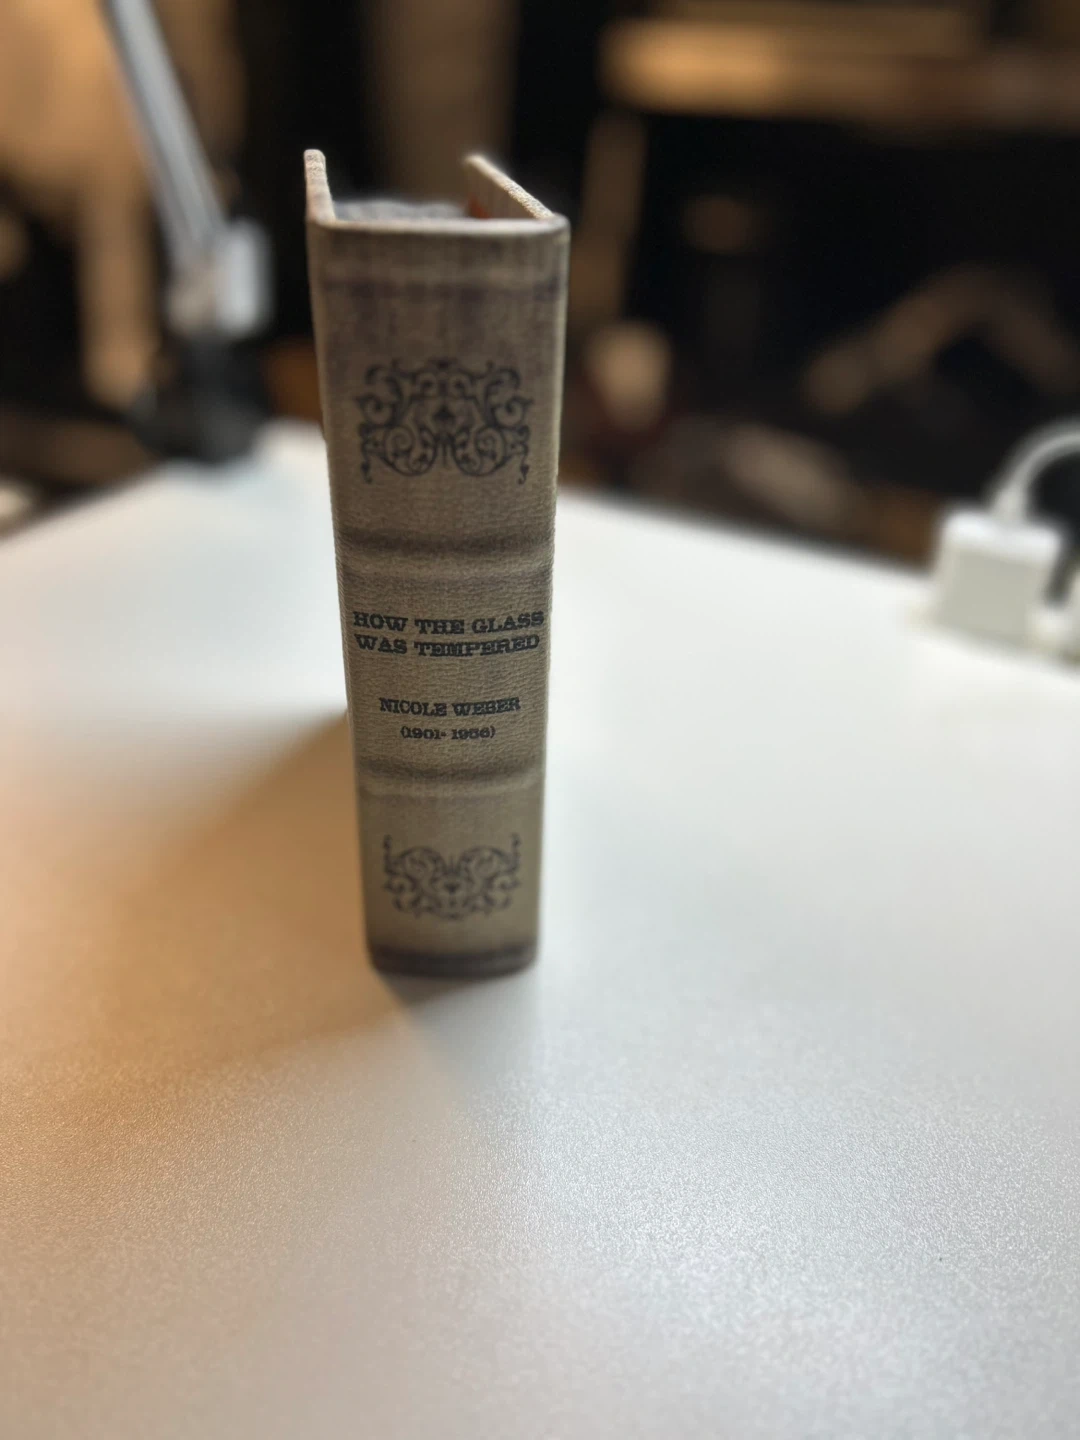 HOW THE GLASS
WAS TEMPERED
NICOLE WEBER
(1901- 1956)